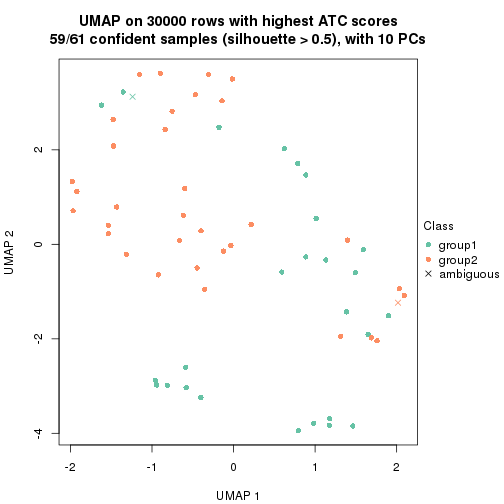 UMAP on 30000 rows with highest ATC scores
59/61 confident samples (silhouette > 0.5), with 10 PCs
UMAP 2
2
0
-2
-4
-2
-1
0
1
2
UMAP 1
Class
group1
group2
ambiguous